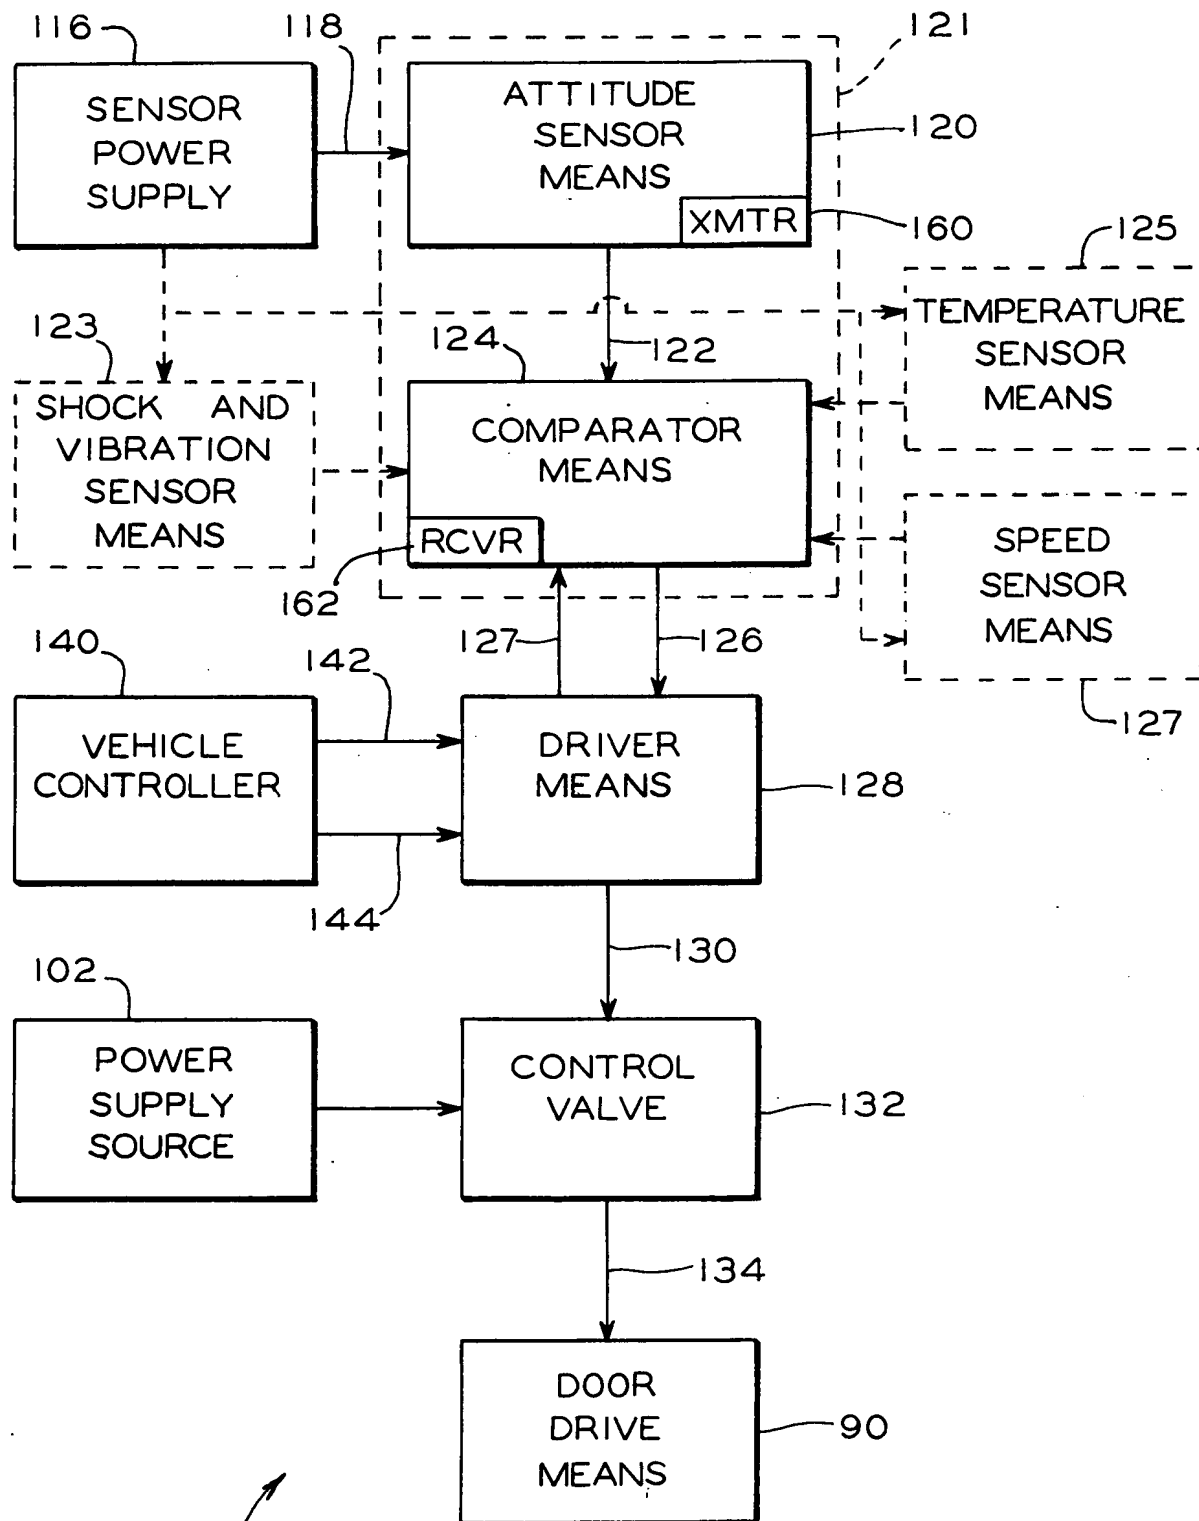 116
118
121
SENSOR
POWER
SUPPLY
ATTITUDE
SENSOR
MEANS
120
XMTR
160
125
123
124
122
TEMPERATURE
SENSOR
MEANS
SHOCK AND
VIBRATION
SENSOR
MEANS
COMPARATOR
MEANS
RCVR
162
SPEED
SENSOR
MEANS
127
127
126
140
142
VEHICLE
CONTROLLER
DRIVER
MEANS
128
144
130
102
POWER
SUPPLY
SOURCE
CONTROL
VALVE
132
134
DOOR
DRIVE
MEANS
90